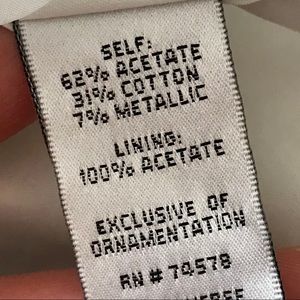 SELF:
62% ACETATE
31% COTTON
7% METALLIC
LINING:
100% ACETATE
EXCLUSIVE OF
ORNAMENTATION
RN # 74578